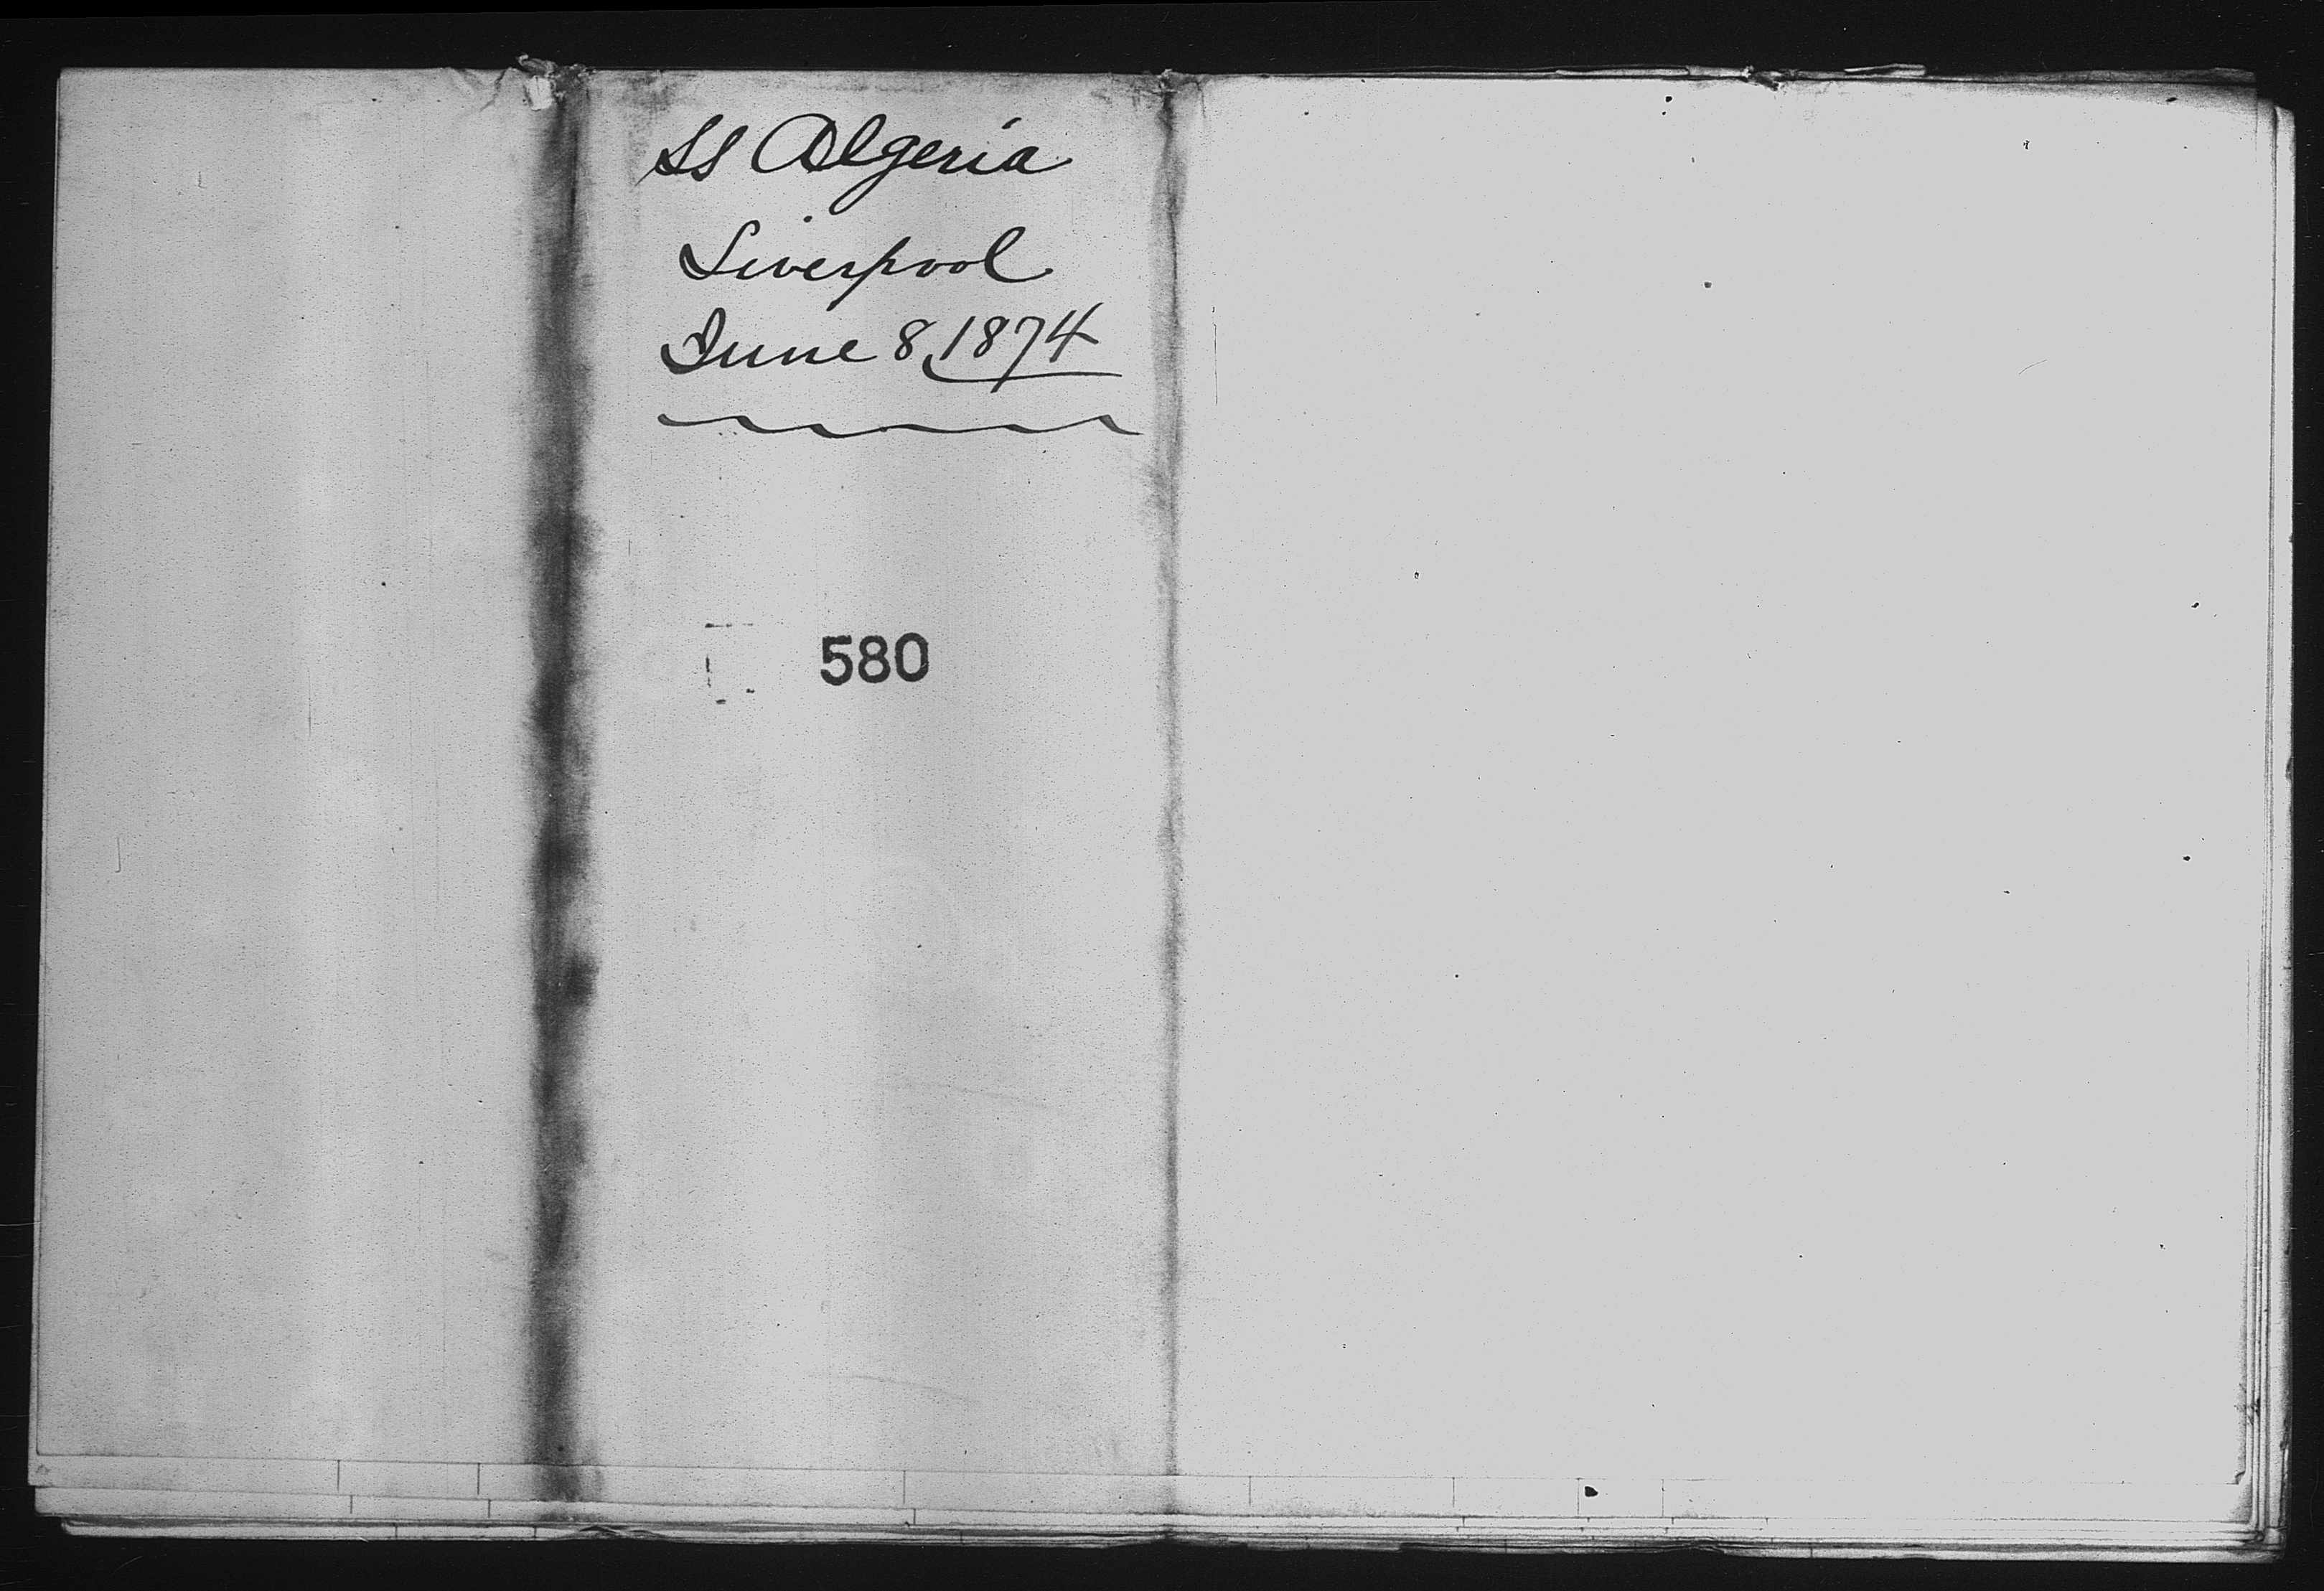 SS Algeria
Liverpool
June 8, 1874
580